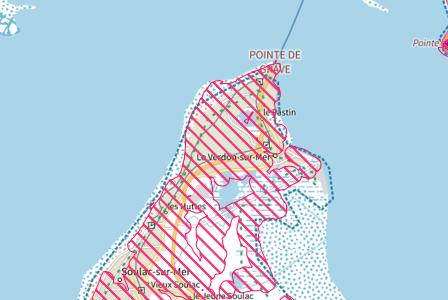 POINTE DE
GRAVE
Pointe
le Bastin
Le Verdon-sur-Mer
les Huttes
Soulac-sur-Mer
Vieux Soulac
le Jeune Soulac